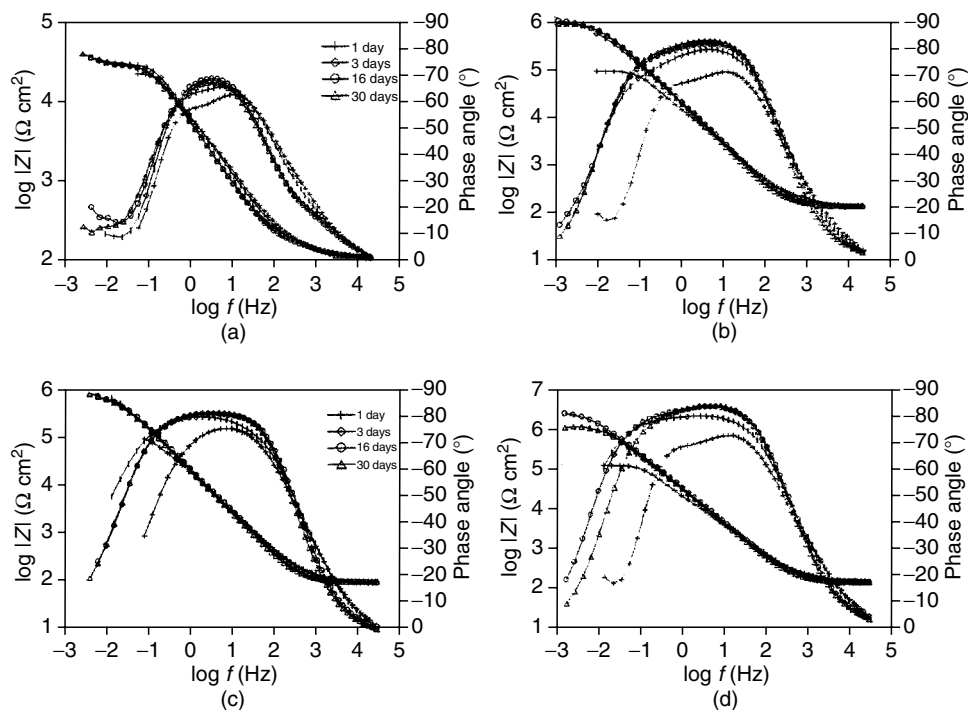 (a)
5
4
3
2
log |Z| (Ω cm²)
−90
−80
−70
−60
−50
−40
−30
−20
−10
0
Phase angle (°)
1 day
3 days
16 days
30 days
−3 −2 −1 0 1 2 3 4 5
log f (Hz)
(a)
(b)
6
5
4
3
2
1
log |Z| (Ω cm²)
−90
−80
−70
−60
−50
−40
−30
−20
−10
0
Phase angle (°)
−3 −2 −1 0 1 2 3 4 5
log f (Hz)
(b)
6
5
4
3
2
1
log |Z| (Ω cm²)
−90
−80
−70
−60
−50
−40
−30
−20
−10
0
Phase angle (°)
1 day
3 days
16 days
30 days
−3 −2 −1 0 1 2 3 4 5
log f (Hz)
(c)
7
6
5
4
3
2
1
log |Z| (Ω cm²)
−90
−80
−70
−60
−50
−40
−30
−20
−10
0
Phase angle (°)
−3 −2 −1 0 1 2 3 4 5
log f (Hz)
(d)